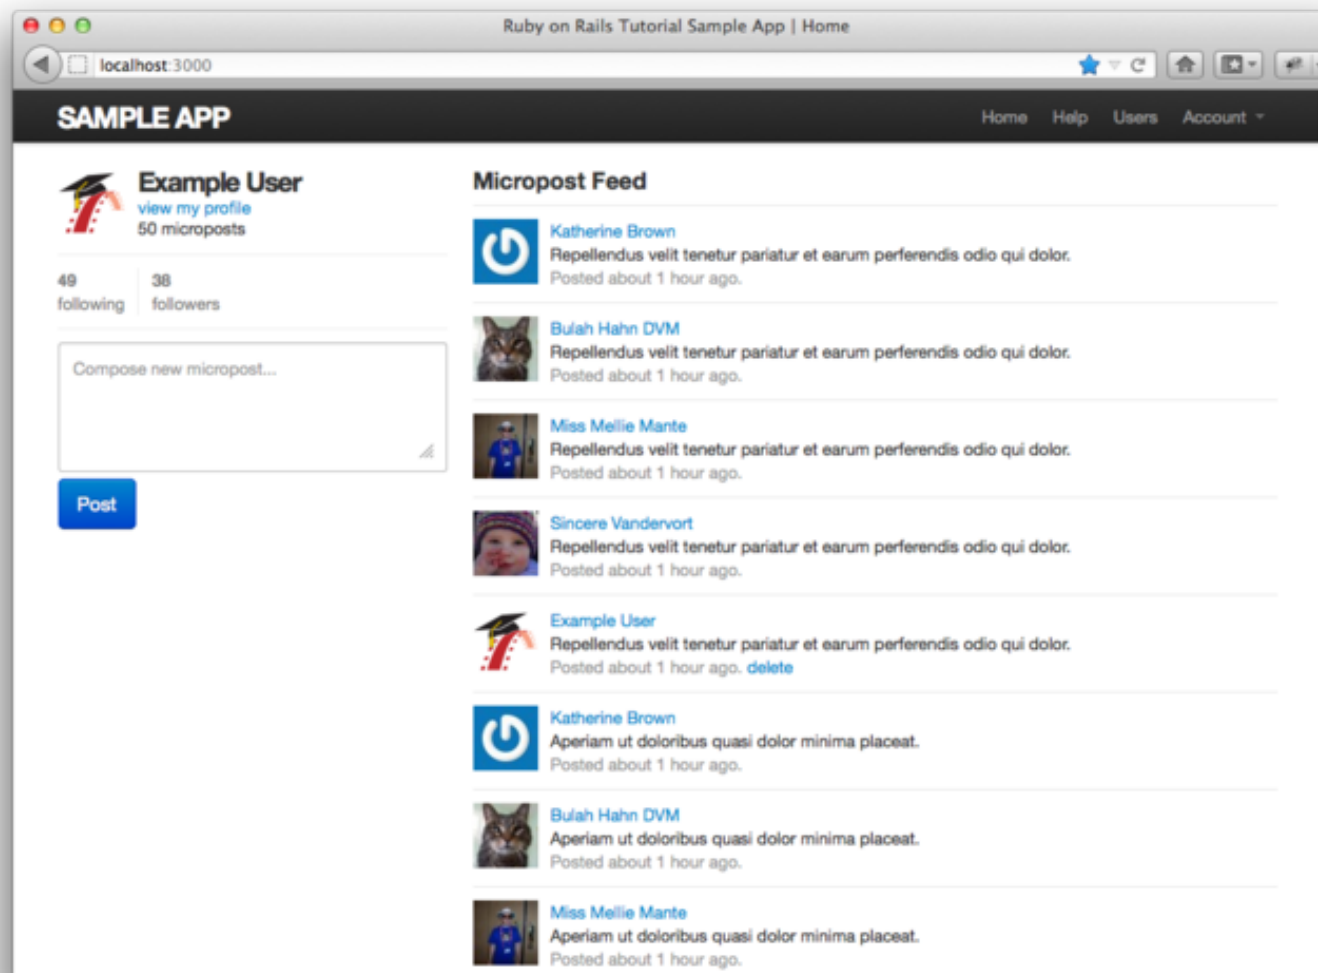 Ruby on Rails Tutorial Sample App | Home
localhost:3000
SAMPLE APP
Home Help Users Account
Example User
view my profile
50 microposts
49 following
38 followers
Compose new micropost...
Post
Micropost Feed
Katherine Brown
Repellendus velit tenetur pariatur et earum perferendis odio qui dolor.
Posted about 1 hour ago.
Bulah Hahn DVM
Repellendus velit tenetur pariatur et earum perferendis odio qui dolor.
Posted about 1 hour ago.
Miss Mellie Mante
Repellendus velit tenetur pariatur et earum perferendis odio qui dolor.
Posted about 1 hour ago.
Sincere Vandervort
Repellendus velit tenetur pariatur et earum perferendis odio qui dolor.
Posted about 1 hour ago.
Example User
Repellendus velit tenetur pariatur et earum perferendis odio qui dolor.
Posted about 1 hour ago. delete
Katherine Brown
Aperiam ut doloribus quasi dolor minima placeat.
Posted about 1 hour ago.
Bulah Hahn DVM
Aperiam ut doloribus quasi dolor minima placeat.
Posted about 1 hour ago.
Miss Mellie Mante
Aperiam ut doloribus quasi dolor minima placeat.
Posted about 1 hour ago.